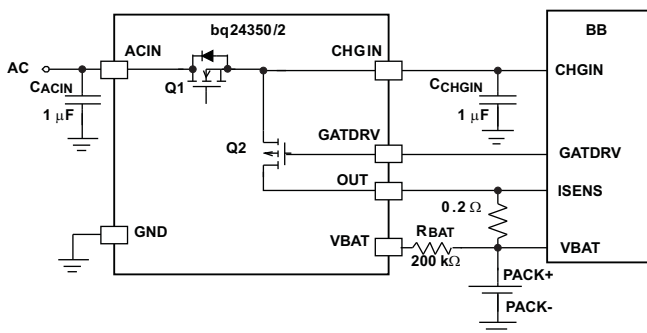 bq24350/2
BB
AC
ACIN
CHGIN
CHGIN
CACIN
1 μF
Q1
CCHGIN
1 μF
GATDRV
GATDRV
Q2
OUT
ISENS
0.2 Ω
GND
VBAT
RBAT
200 kΩ
VBAT
PACK+
PACK-